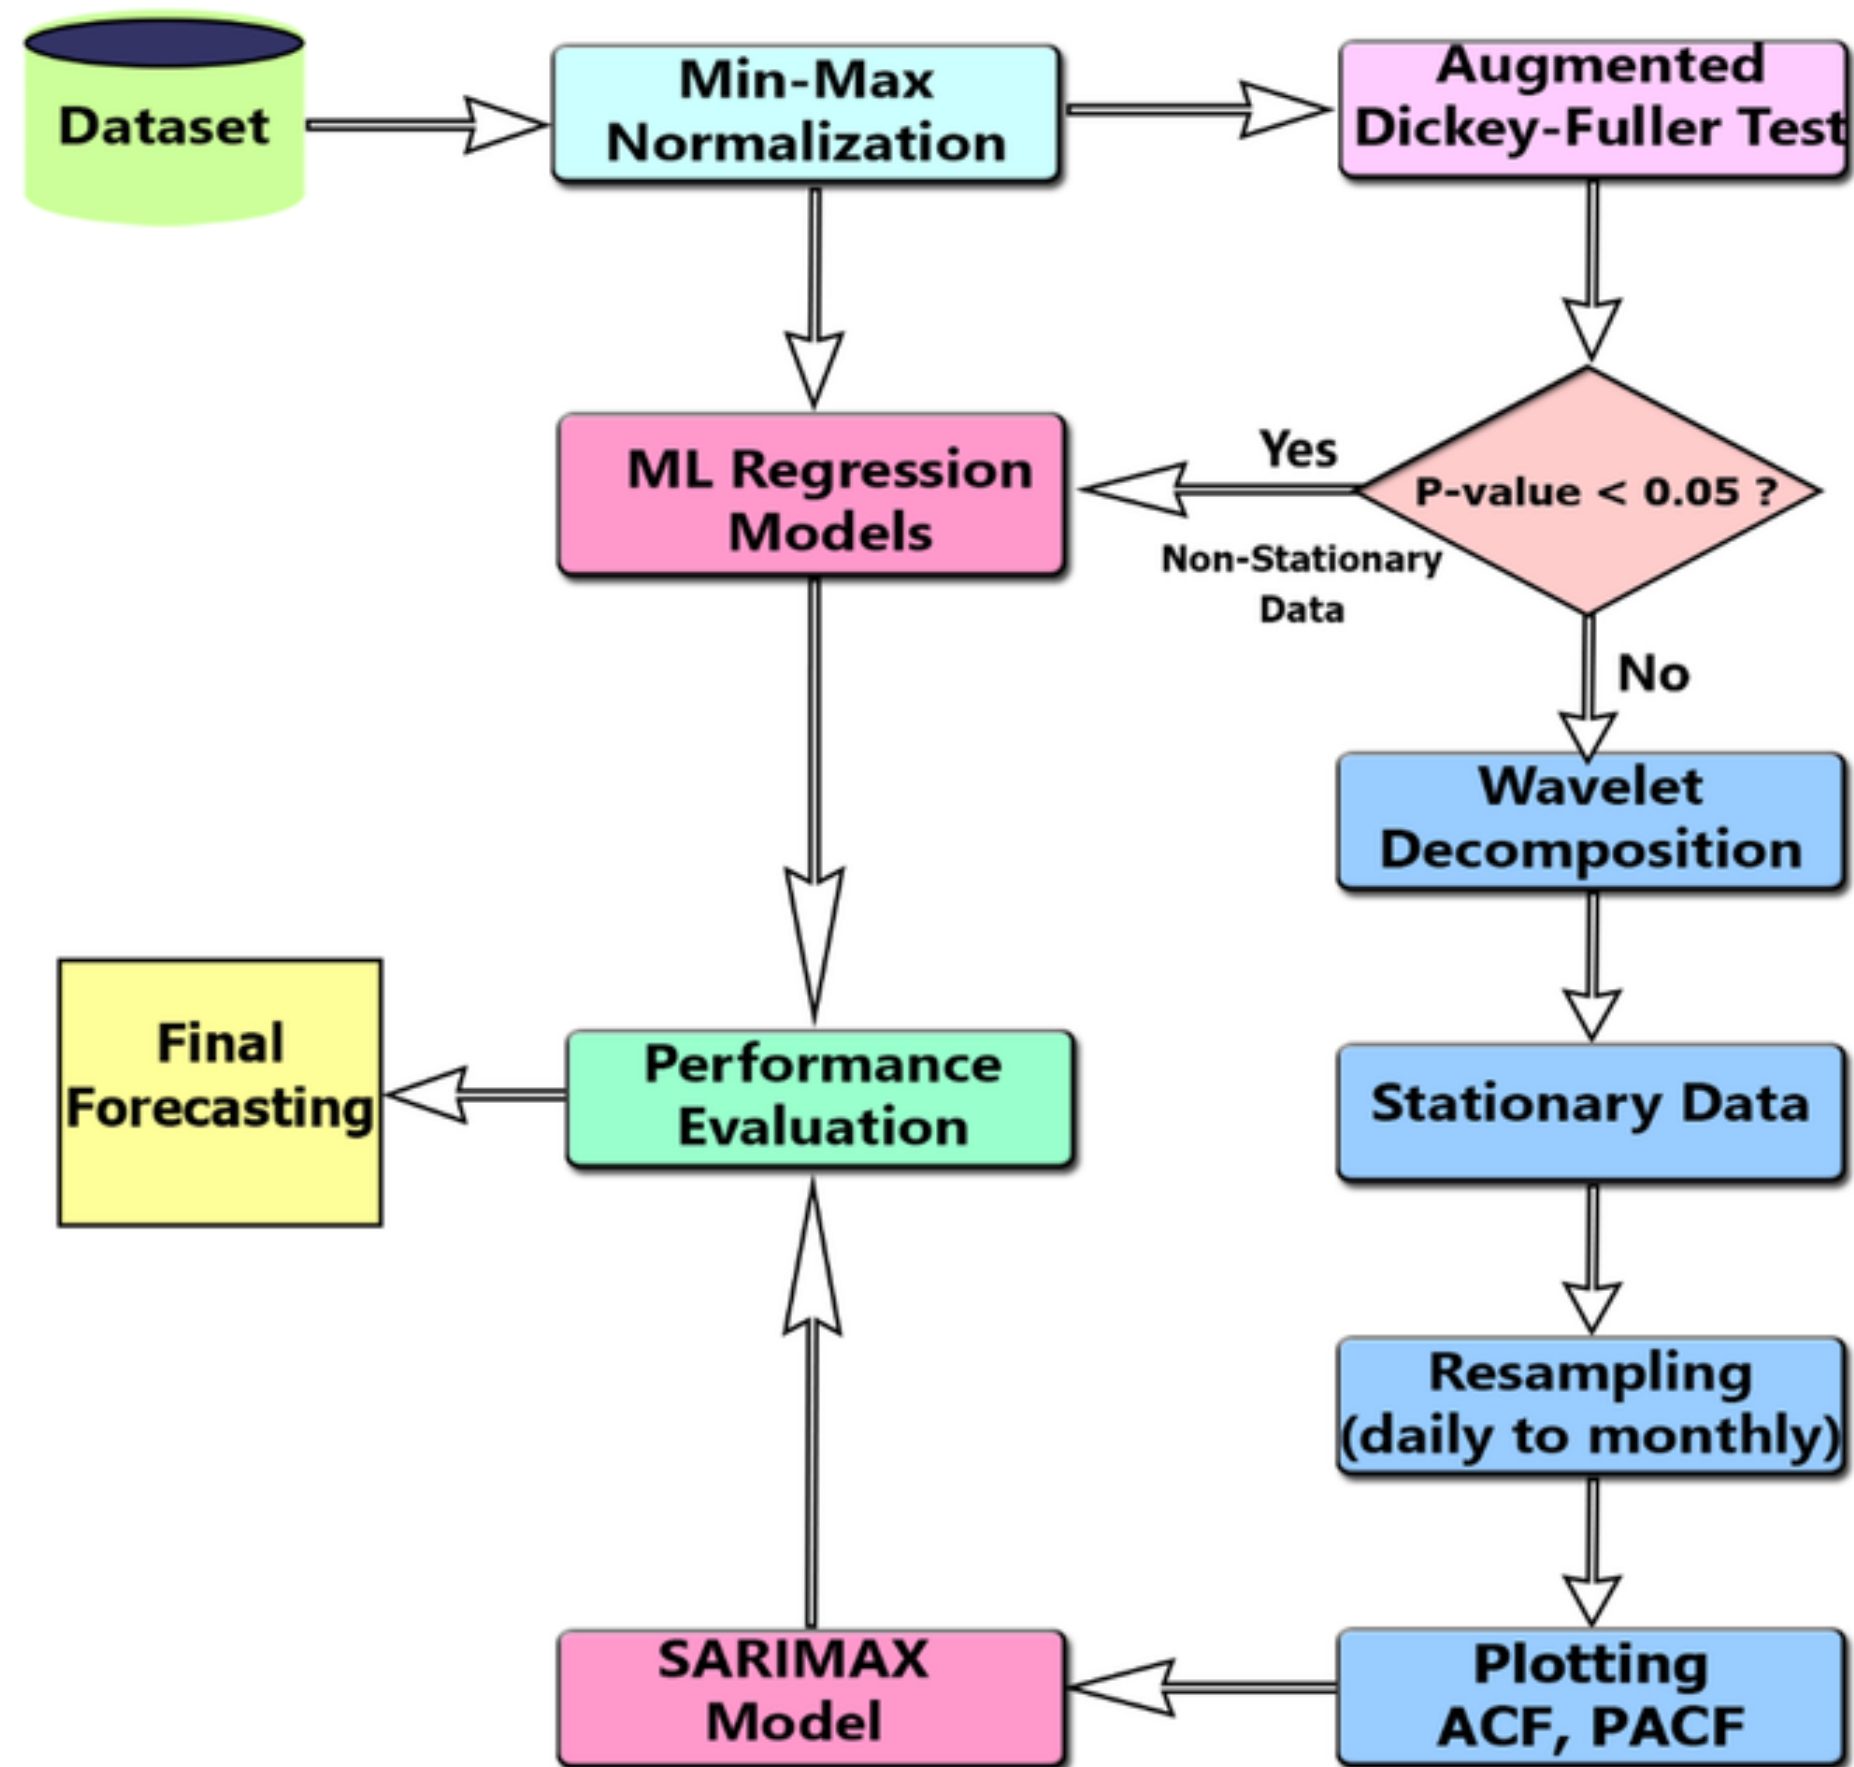 Dataset
Min-Max
Normalization
Augmented
Dickey-Fuller Test
ML Regression
Models
Yes
P-value < 0.05 ?
Non-Stationary
Data
No
Wavelet
Decomposition
Final
Forecasting
Performance
Evaluation
Stationary Data
Resampling
(daily to monthly)
SARIMAX
Model
Plotting
ACF, PACF